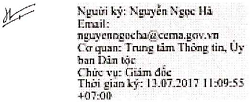 Người ký: Nguyễn Ngọc Hà
Email:
nguyenngocha@cema.gov.vn
Cơ quan: Trung tâm Thông tin, Ủy
ban Dân tộc
Chức vụ: Giám đốc
Thời gian ký: 13.07.2017 11:09:55
+07:00